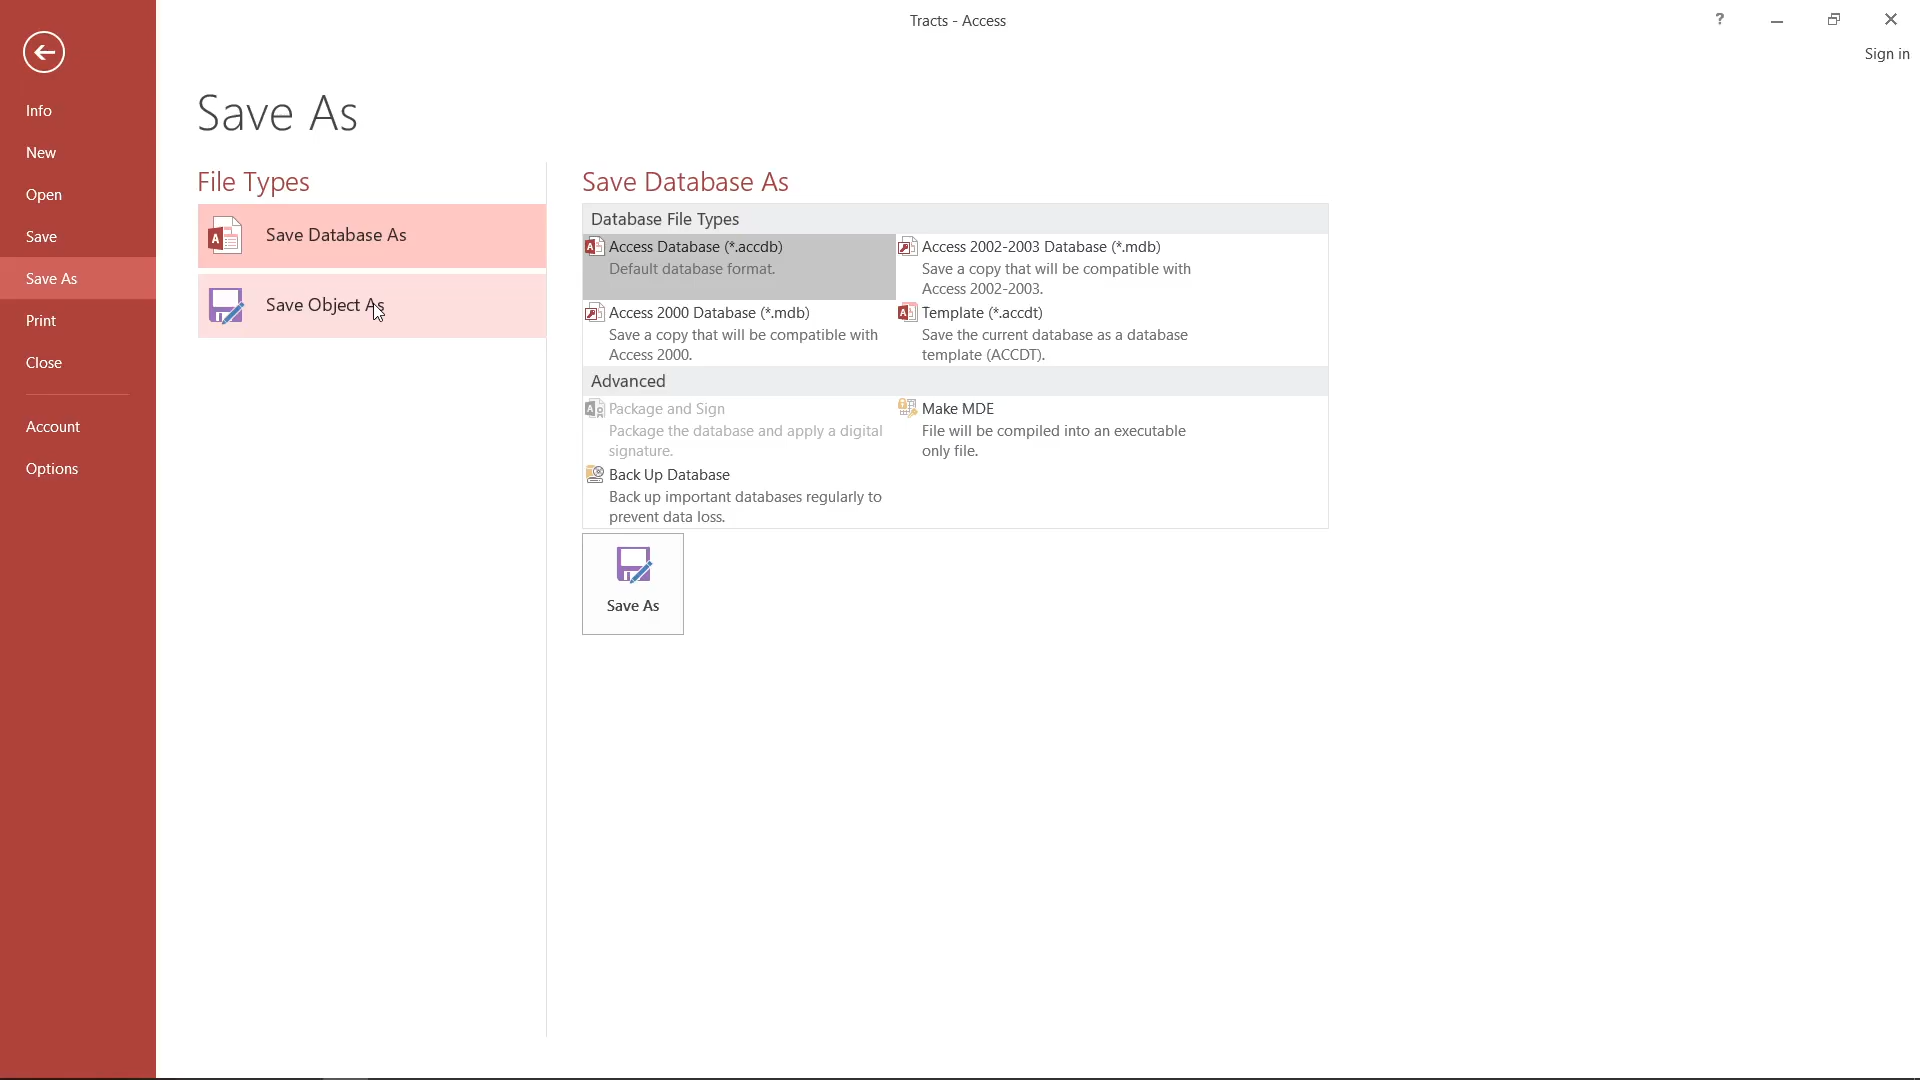 Tracts - Access
?
Sign in
Info
New
Open
Save
Save As
Print
Close
Account
Options
Save As
File Types
Save Database As
Save Object As
Save Database As
Database File Types
Access Database (*.accdb)
Default database format.
Access 2002-2003 Database (*.mdb)
Save a copy that will be compatible with
Access 2002-2003.
Access 2000 Database (*.mdb)
Save a copy that will be compatible with
Access 2000.
Template (*.accdt)
Save the current database as a database
template (ACCDT).
Advanced
Package and Sign
Package the database and apply a digital
signature.
Make MDE
File will be compiled into an executable
only file.
Back Up Database
Back up important databases regularly to
prevent data loss.
Save As